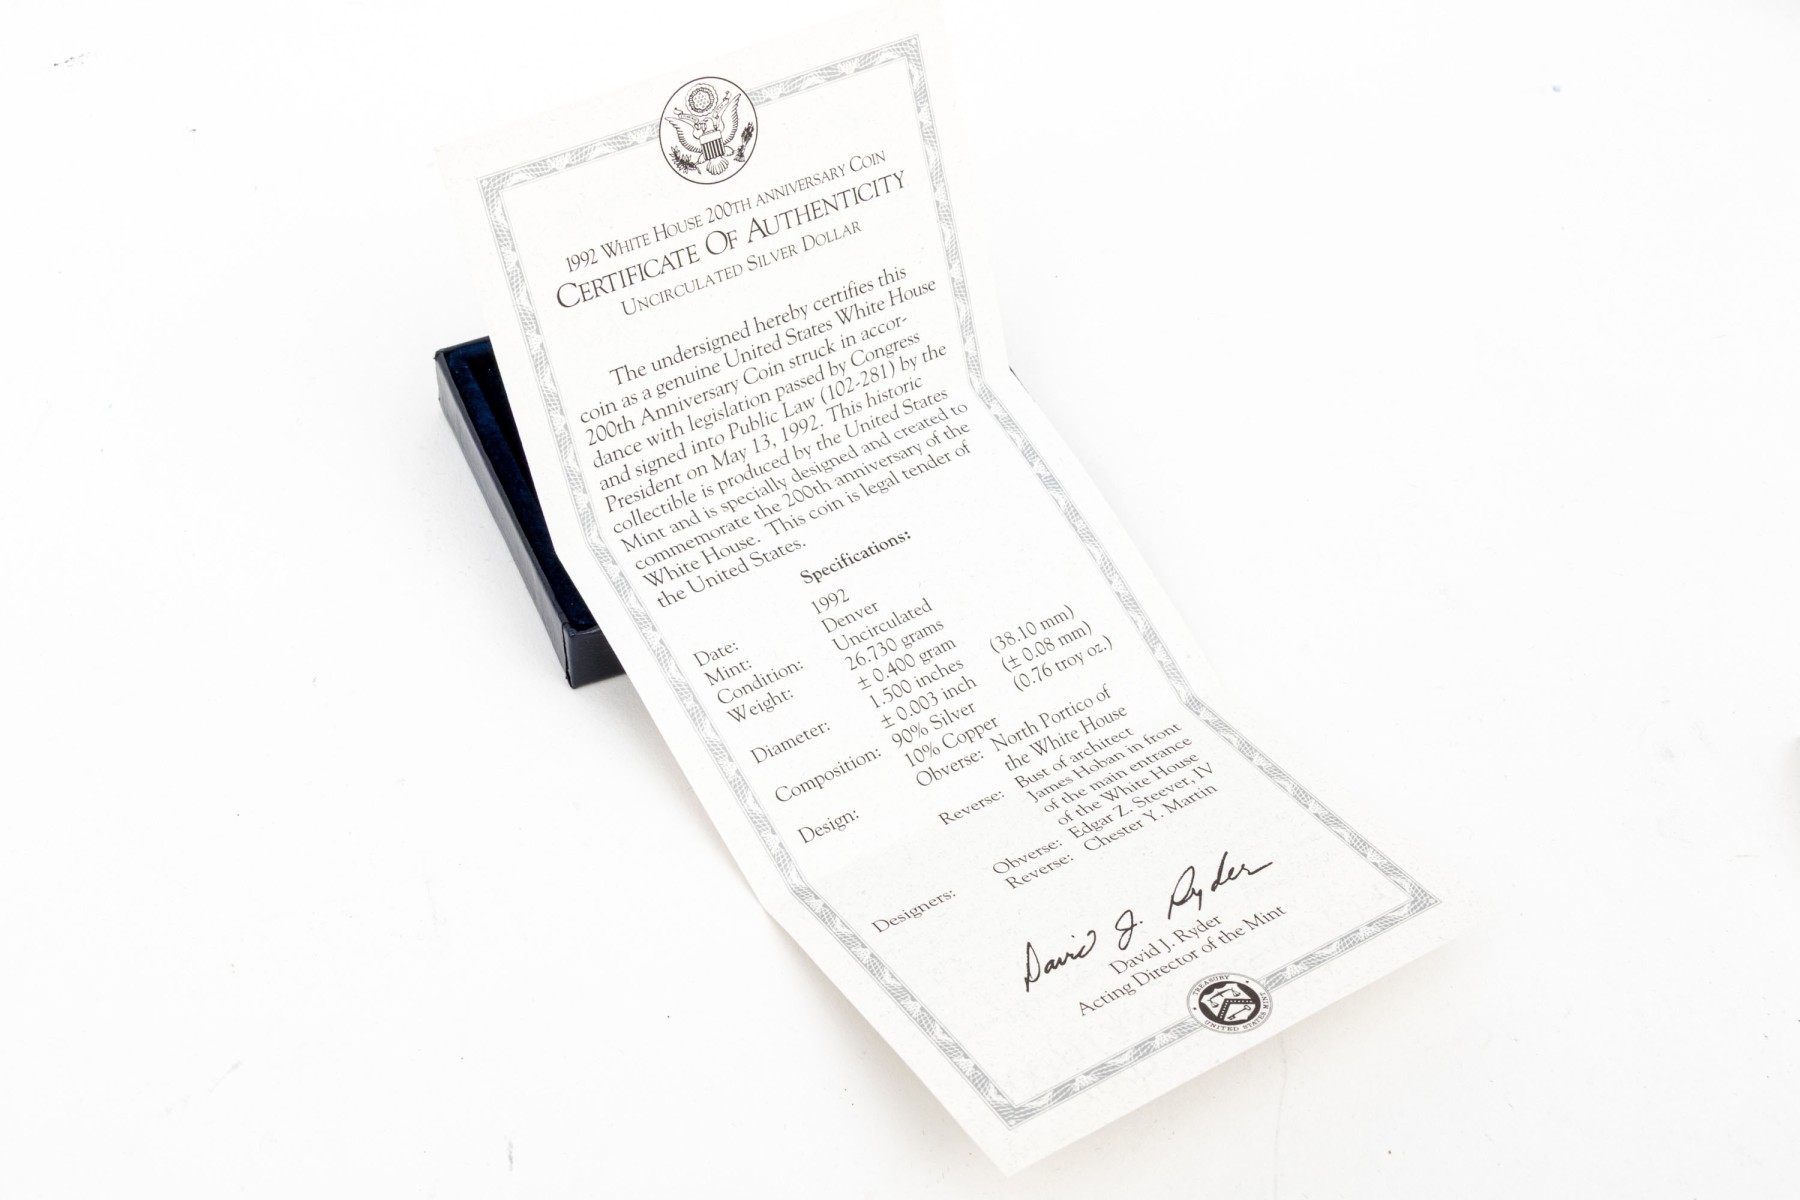 1992 WHITE HOUSE 200TH ANNIVERSARY COIN
CERTIFICATE OF AUTHENTICITY
UNCIRCULATED SILVER DOLLAR
The undersigned hereby certifies this
coin as a genuine United States White House
200th Anniversary Coin struck in accor-
dance with legislation passed by Congress
and signed into Public Law (102-281) by the
President on May 13, 1992. This historic
collectible is produced by the United States
Mint and is specially designed and created to
commemorate the 200th anniversary of the
White House. This coin is legal tender of
the United States.
Specifications:
Date: 1992
Mint: Denver
Condition: Uncirculated
Weight: 26.730 grams
± 0.400 gram
Diameter: 1.500 inches (38.10 mm)
± 0.003 inch (± 0.08 mm)
Composition: 90% Silver (0.76 troy oz.)
10% Copper
Design: Obverse: North Portico of
the White House
Reverse: Bust of architect
James Hoban in front
of the main entrance
of the White House
Designers: Obverse: Edgar Z. Steever, IV
Reverse: Chester Y. Martin
David J. Ryder
David J. Ryder
Acting Director of the Mint
TREASURY
UNITED STATES MINT